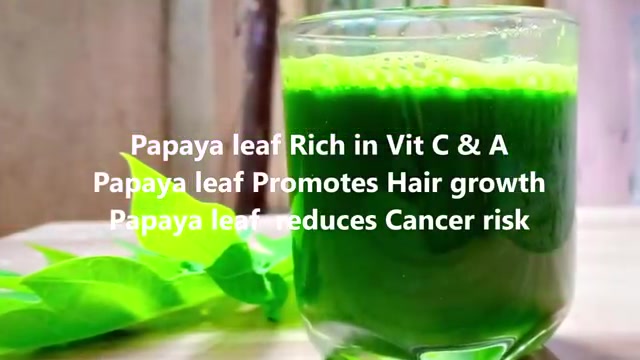 Papaya leaf Rich in Vit C & A
Papaya leaf Promotes Hair growth
Papaya leaf reduces Cancer risk